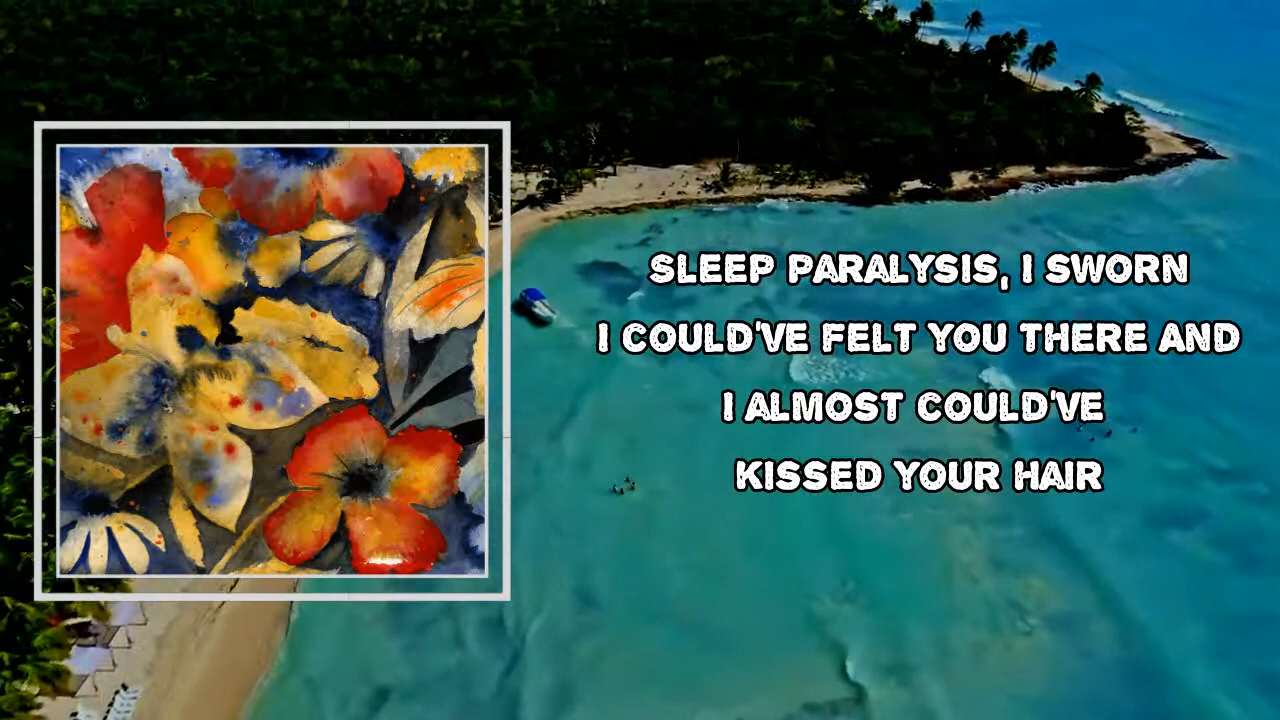 SLEEP PARALYSIS, I SWORN
I COULD'VE FELT YOU THERE AND
I ALMOST COULD'VE
KISSED YOUR HAIR